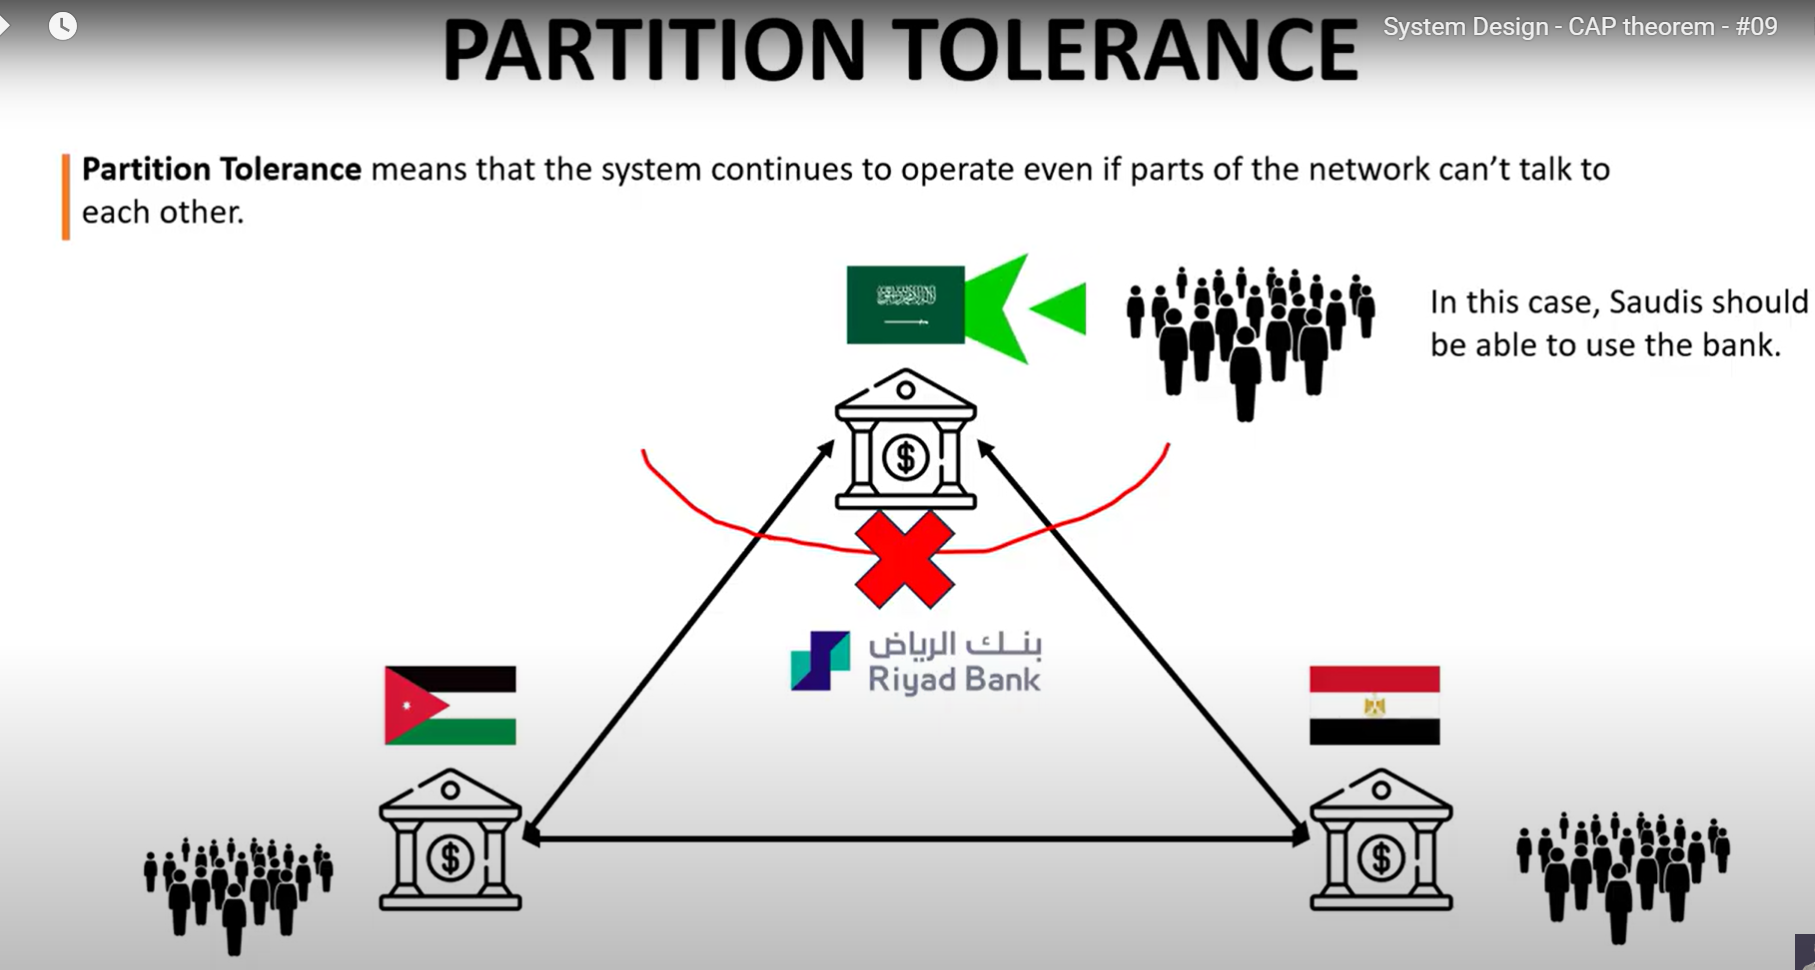 PARTITION TOLERANCE
System Design - CAP theorem - #09
Partition Tolerance means that the system continues to operate even if parts of the network can’t talk to
each other.
In this case, Saudis should
be able to use the bank.
$
بنك الرياض
Riyad Bank
$
$